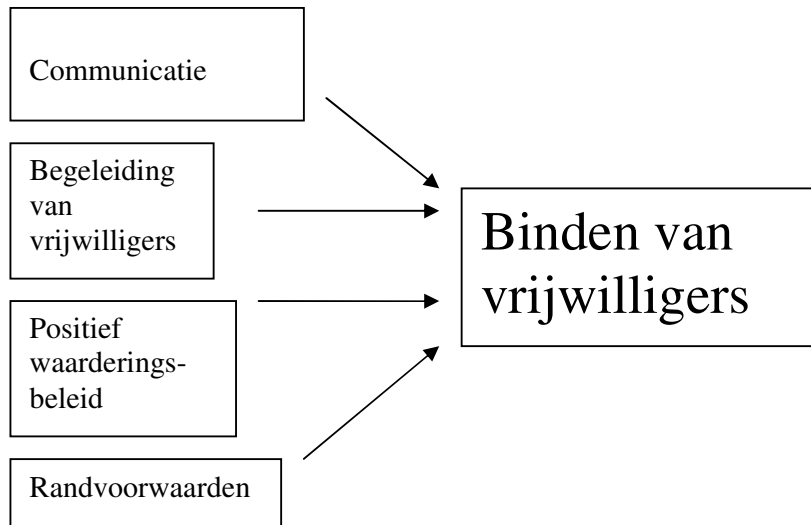 Communicatie
Begeleiding
van
vrijwilligers
Positief
waarderings-
beleid
Randvoorwaarden
Binden van
vrijwilligers